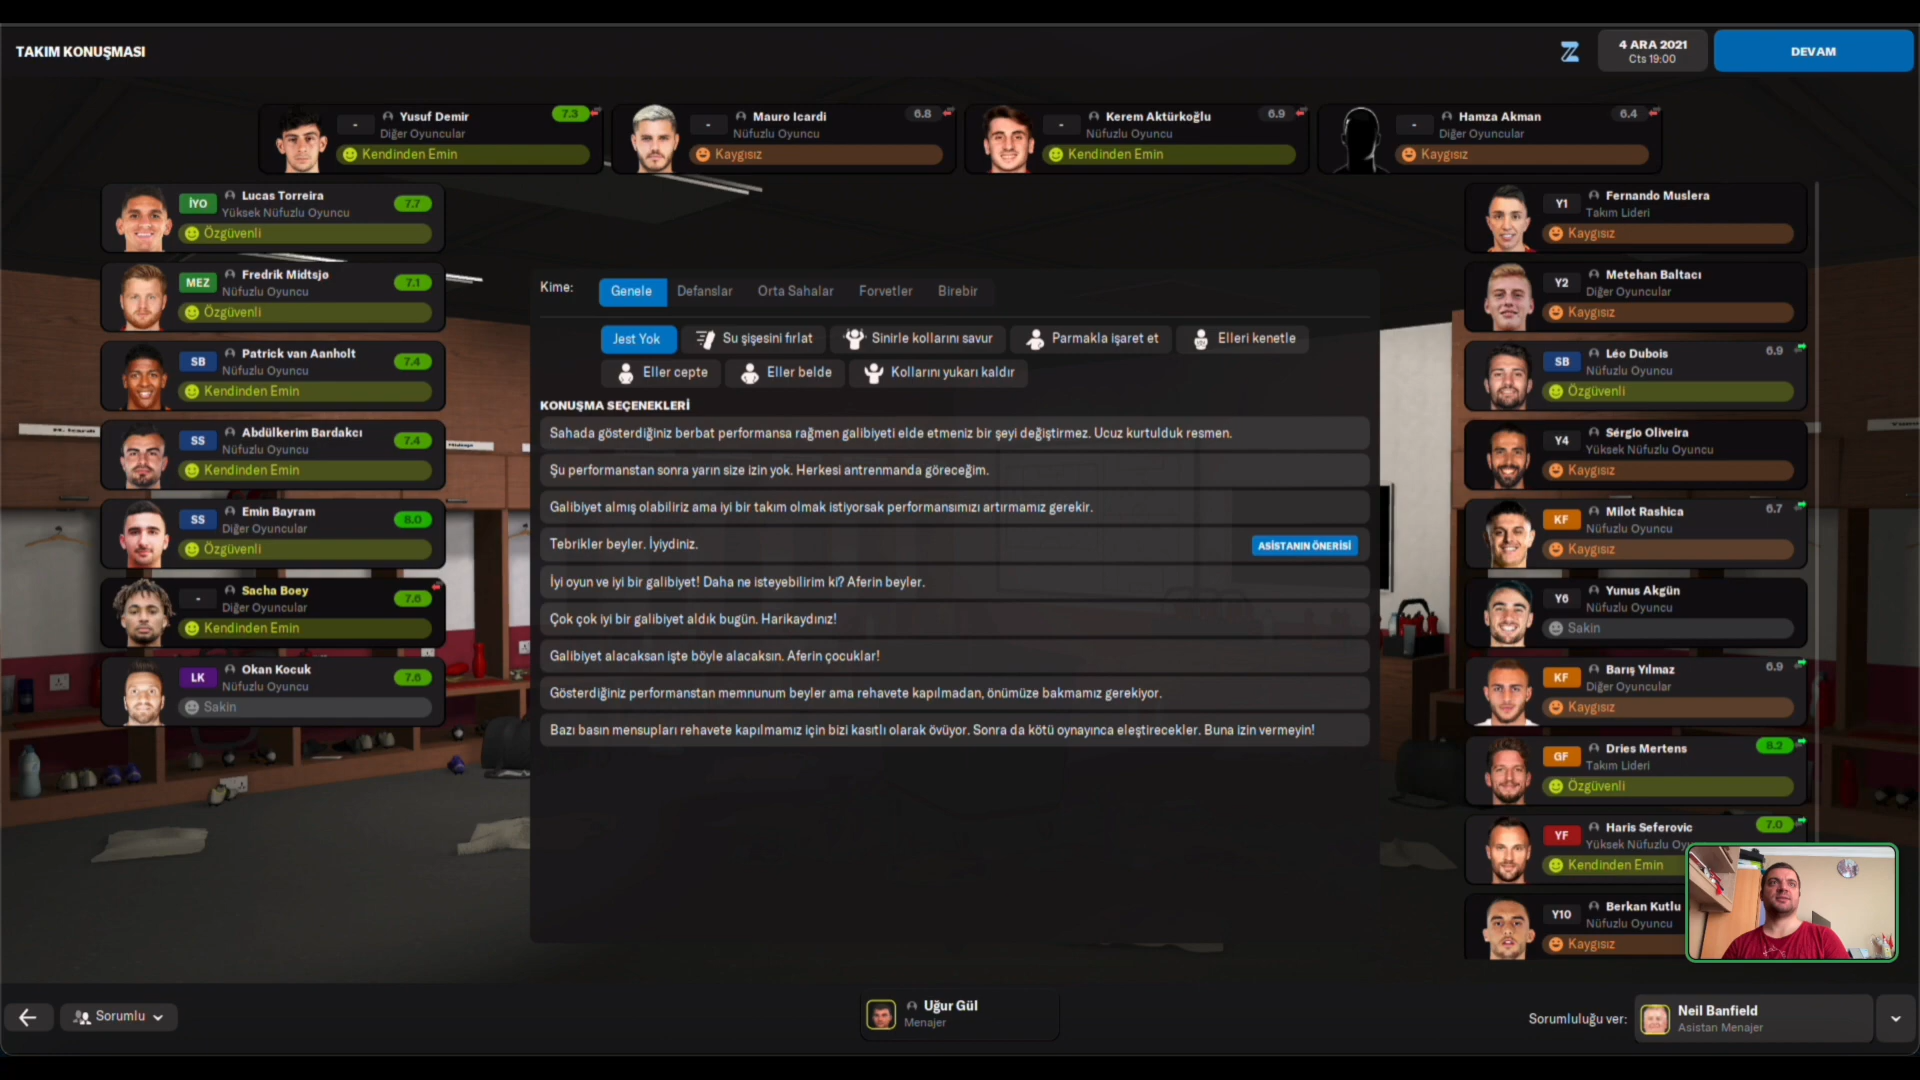 TAKIM KONUŞMASI
4 ARA 2021
Cts 19:00
DEVAM
- Yusuf Demir 7.3
Diğer Oyuncular
Kendinden Emin
- Mauro Icardi 6.8
Nüfuzlu Oyuncu
Kaygısız
- Kerem Aktürkoğlu 6.9
Nüfuzlu Oyuncu
Kendinden Emin
- Hamza Akman 6.4
Diğer Oyuncular
Kaygısız
İYO Lucas Torreira 7.7
Yüksek Nüfuzlu Oyuncu
Özgüvenli
MEZ Fredrik Midtsjø 7.1
Nüfuzlu Oyuncu
Özgüvenli
SB Patrick van Aanholt 7.4
Nüfuzlu Oyuncu
Kendinden Emin
SS Abdülkerim Bardakcı 7.4
Nüfuzlu Oyuncu
Kendinden Emin
SS Emin Bayram 8.0
Diğer Oyuncular
Özgüvenli
- Sacha Boey 7.6
Diğer Oyuncular
Kendinden Emin
LK Okan Kocuk 7.6
Nüfuzlu Oyuncu
Sakin
Kime: Genele Defanslar Orta Sahalar Forvetler Birebir
Jest Yok Su şişesini fırlat Sinirle kollarını savur Parmakla işaret et Elleri kenetle
Eller cepte Eller belde Kollarını yukarı kaldır
KONUŞMA SEÇENEKLERİ
Sahada gösterdiğiniz berbat performansa rağmen galibiyeti elde etmeniz bir şeyi değiştirmez. Ucuz kurtulduk resmen.
Şu performanstan sonra yarın size izin yok. Herkesi antrenmanda göreceğim.
Galibiyet almış olabiliriz ama iyi bir takım olmak istiyorsak performansımızı artırmamız gerekir.
Tebrikler beyler. İyiydiniz. ASİSTANIN ÖNERİSİ
İyi oyun ve iyi bir galibiyet! Daha ne isteyebilirim ki? Aferin beyler.
Çok çok iyi bir galibiyet aldık bugün. Harikaydınız!
Galibiyet alacaksan işte böyle alacaksın. Aferin çocuklar!
Gösterdiğiniz performanstan memnunum beyler ama rehavete kapılmadan, önümüze bakmamız gerekiyor.
Bazı basın mensupları rehavete kapılmamız için bizi kasıtlı olarak övüyor. Sonra da kötü oynayınca eleştirecekler. Buna izin vermeyin!
Y1 Fernando Muslera
Takım Lideri
Kaygısız
Y2 Metehan Baltacı
Diğer Oyuncular
Kaygısız
SB Léo Dubois 6.9
Nüfuzlu Oyuncu
Özgüvenli
Y4 Sérgio Oliveira
Yüksek Nüfuzlu Oyuncu
Kaygısız
KF Milot Rashica 6.7
Nüfuzlu Oyuncu
Kaygısız
Y6 Yunus Akgün
Nüfuzlu Oyuncu
Sakin
KF Barış Yılmaz 6.9
Diğer Oyuncular
Kaygısız
GF Dries Mertens 8.2
Takım Lideri
Özgüvenli
YF Haris Seferovic 7.0
Yüksek Nüfuzlu Oy
Kendinden Emin
Y10 Berkan Kutlu
Nüfuzlu Oyuncu
Kaygısız
Sorumlu
Uğur Gül
Menajer
Sorumluluğu ver: Neil Banfield
Asistan Menajer